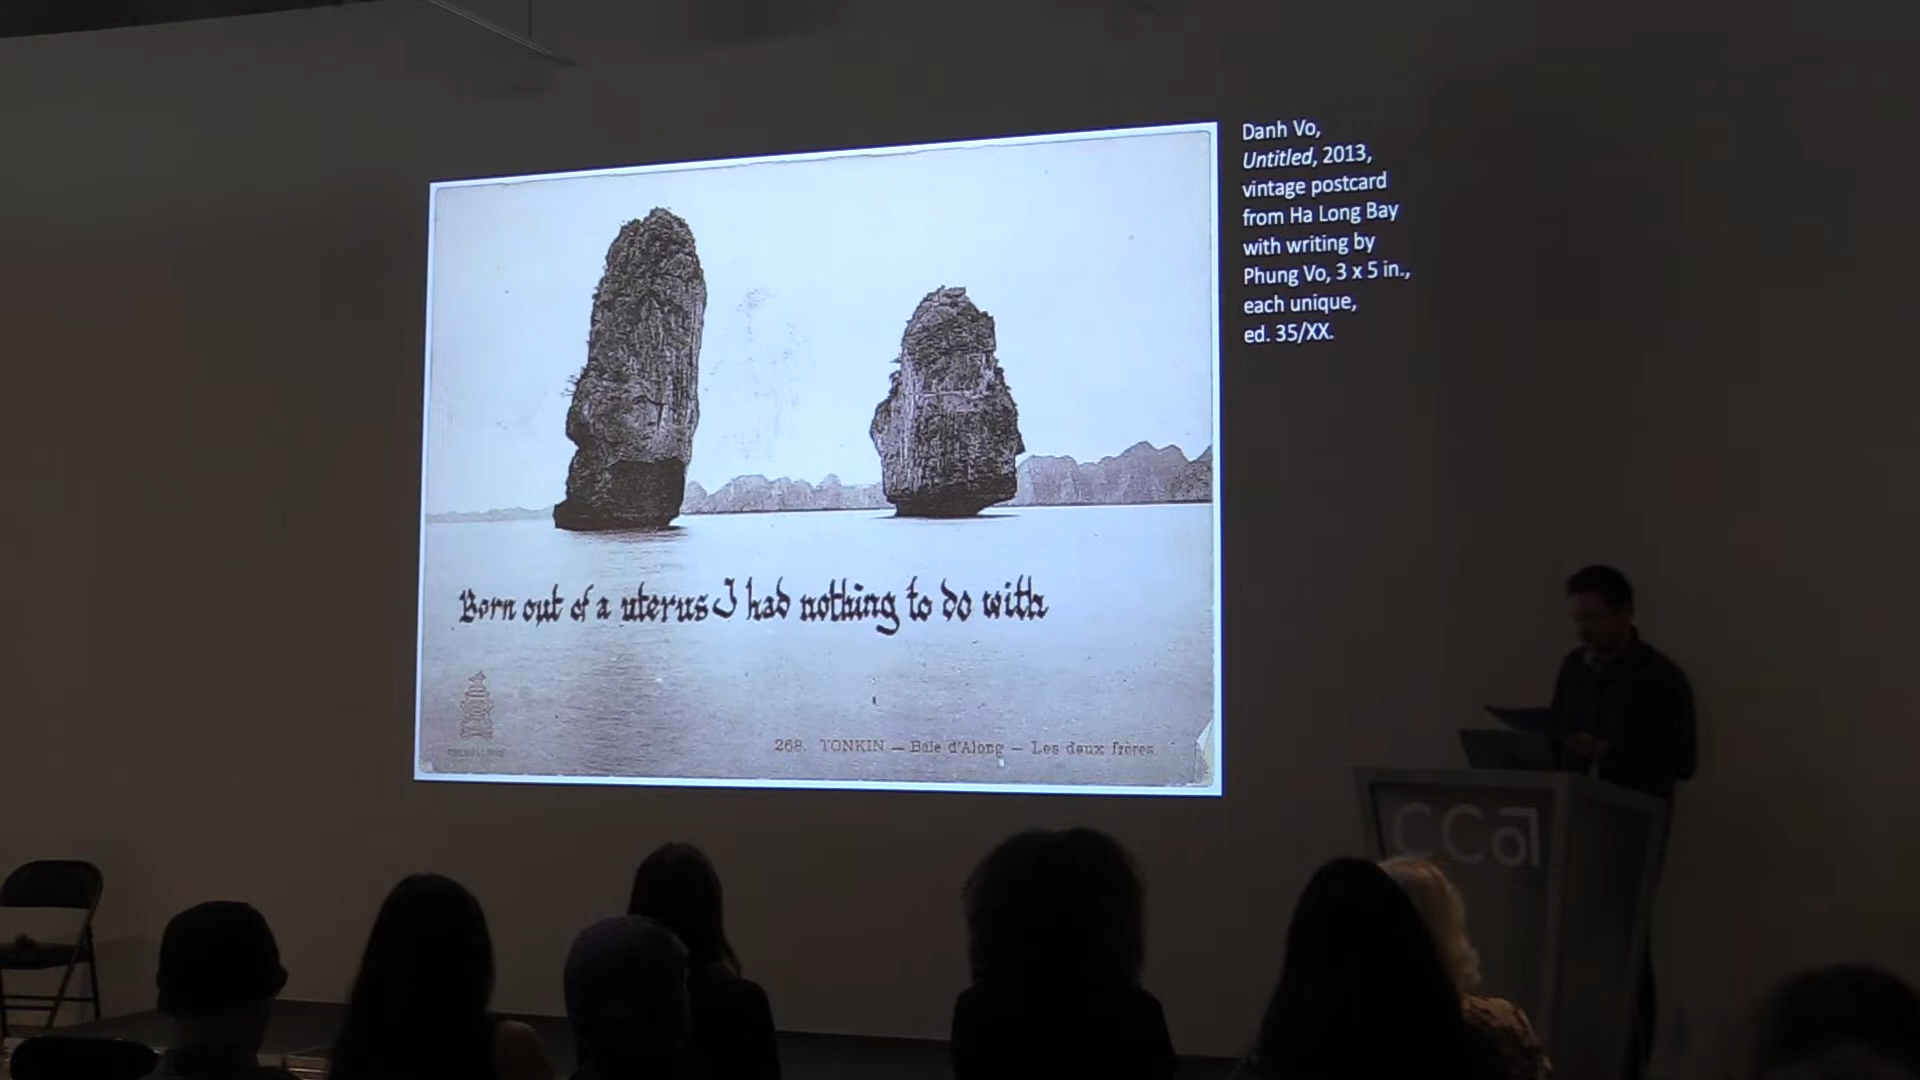 Danh Vo,
Untitled, 2013,
vintage postcard
from Ha Long Bay
with writing by
Phung Vo, 3 x 5 in.,
each unique,
ed. 35/XX.
Born out of a uterus I had nothing to do with
268. TONKIN — Baie d'Along — Les deux frères
CCa